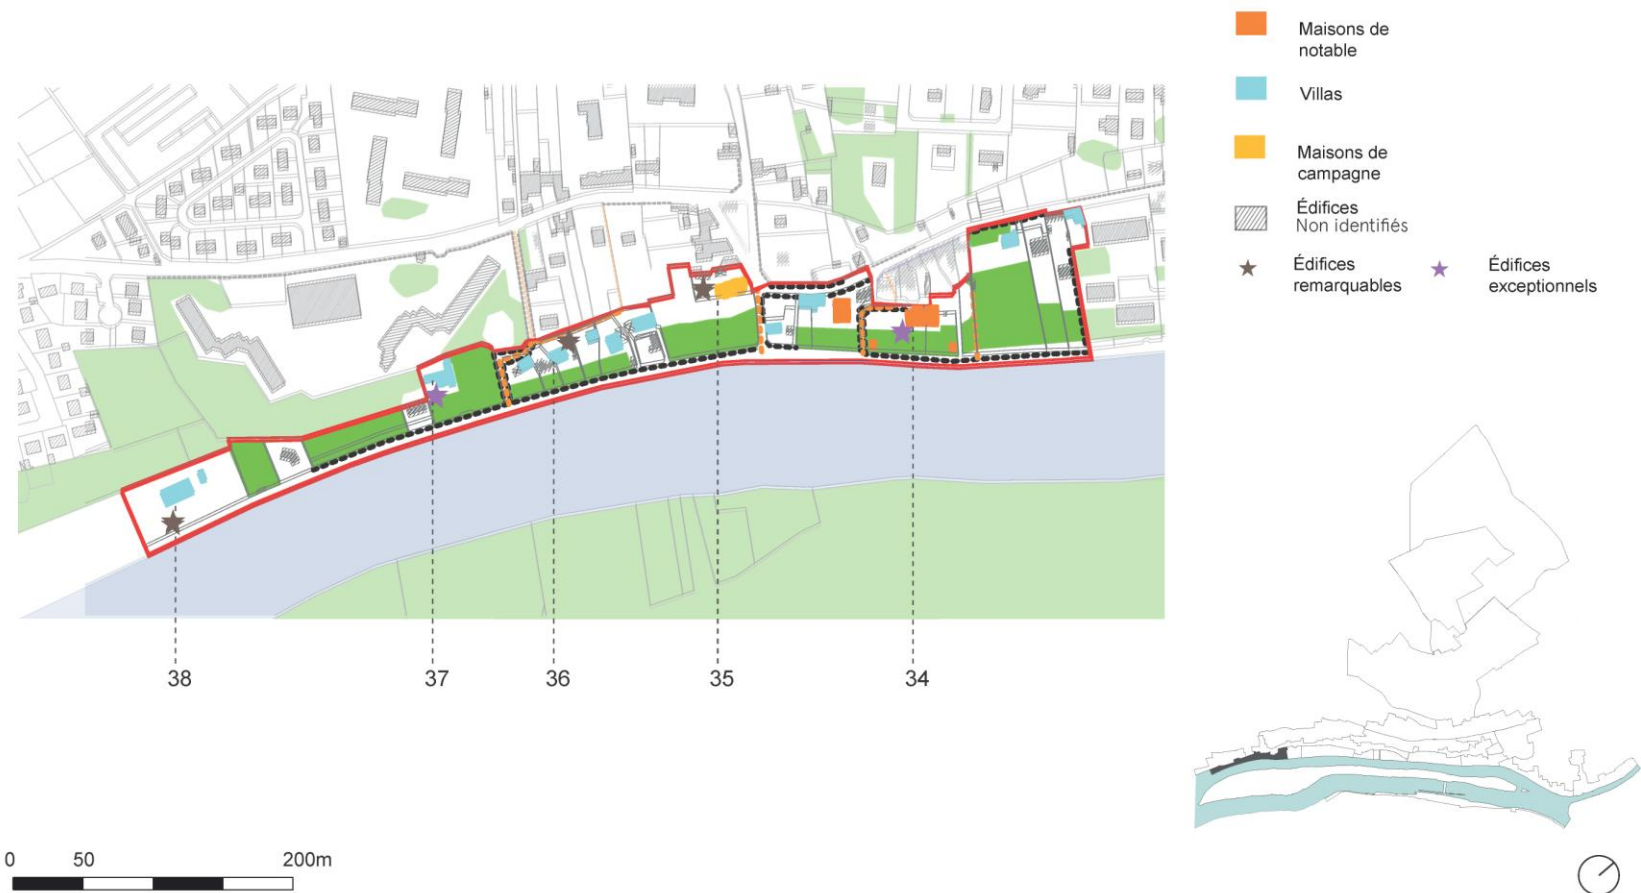 Maisons de
notable
Villas
Maisons de
campagne
Édifices
Non identifiés
Édifices
remarquables
Édifices
exceptionnels
38
37
36
35
34
0
50
200m